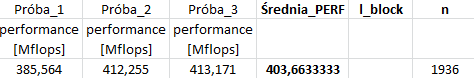 Próba_1 Próba_2 Próba_3 Średnia_PERF l_block n
performance performance performance
[Mflops] [Mflops] [Mflops]
385,564 412,255 413,171 403,6633333 1936